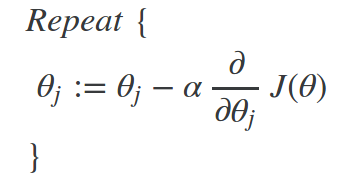 Repeat {
θj := θj − α ∂/∂θj J(θ)
}